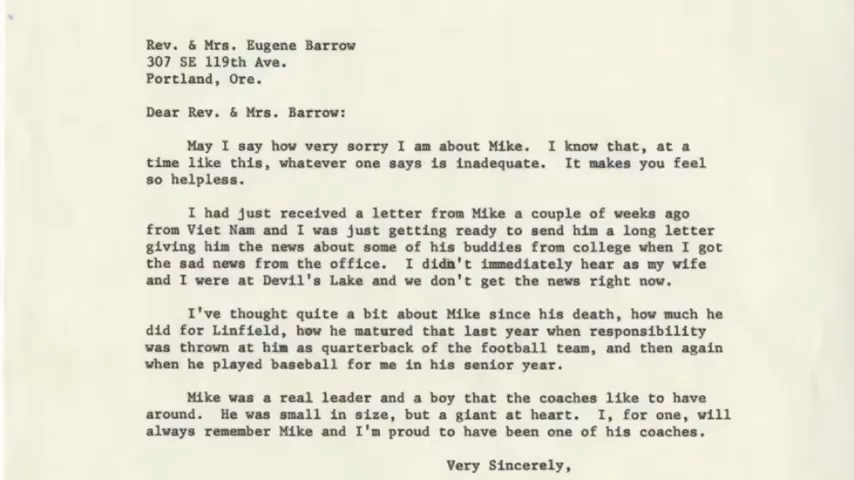 Rev. & Mrs. Eugene Barrow
307 SE 119th Ave.
Portland, Ore.
Dear Rev. & Mrs. Barrow:
May I say how very sorry I am about Mike. I know that, at a
time like this, whatever one says is inadequate. It makes you feel
so helpless.
I had just received a letter from Mike a couple of weeks ago
from Viet Nam and I was just getting ready to send him a long letter
giving him the news about some of his buddies from college when I got
the sad news from the office. I didn't immediately hear as my wife
and I were at Devil's Lake and we don't get the news right now.
I've thought quite a bit about Mike since his death, how much he
did for Linfield, how he matured that last year when responsibility
was thrown at him as quarterback of the football team, and then again
when he played baseball for me in his senior year.
Mike was a real leader and a boy that the coaches like to have
around. He was small in size, but a giant at heart. I, for one, will
always remember Mike and I'm proud to have been one of his coaches.
Very Sincerely,